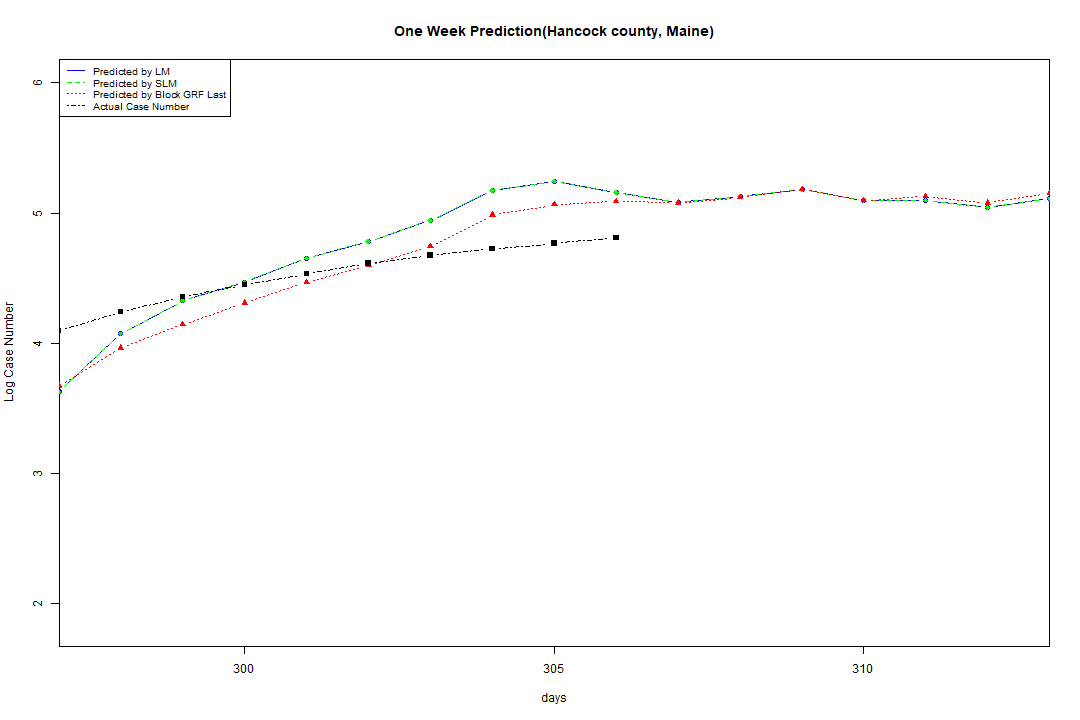 One Week Prediction(Hancock county, Maine)
Predicted by LM
Predicted by SLM
Predicted by Block GRF Last
Actual Case Number
6
5
4
3
2
Log Case Number
300
305
310
days